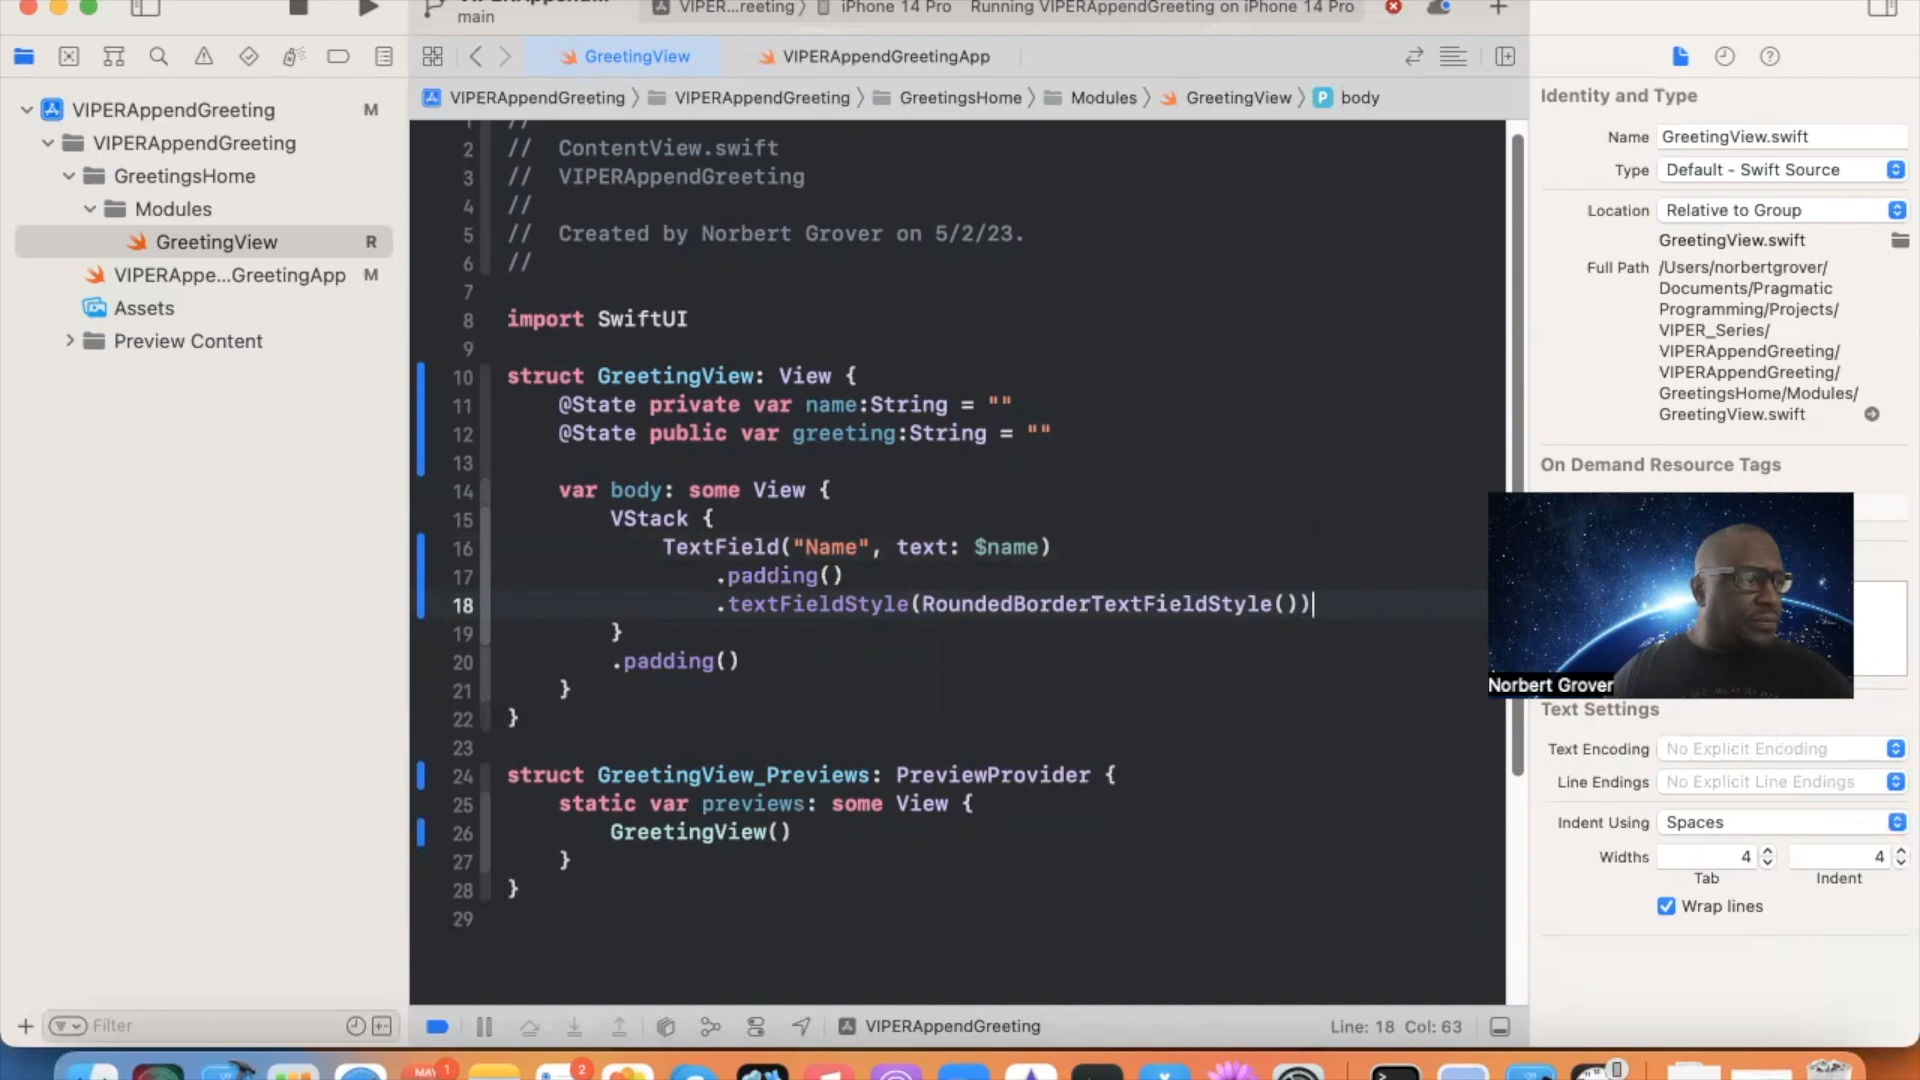 main
VIPER...reeting 〉 iPhone 14 Pro
Running VIPERAppendGreeting on iPhone 14 Pro
GreetingView
VIPERAppendGreetingApp
VIPERAppendGreeting 〉 VIPERAppendGreeting 〉 GreetingsHome 〉 Modules 〉 GreetingView 〉 P body
VIPERAppendGreeting M
VIPERAppendGreeting
GreetingsHome
Modules
GreetingView R
VIPERAppe...GreetingApp M
Assets
Preview Content
Filter
1 //
2 // ContentView.swift
3 // VIPERAppendGreeting
4 //
5 // Created by Norbert Grover on 5/2/23.
6 //
7
8 import SwiftUI
9
10 struct GreetingView: View {
11 @State private var name:String = ""
12 @State public var greeting:String = ""
13
14 var body: some View {
15 VStack {
16 TextField("Name", text: $name)
17 .padding()
18 .textFieldStyle(RoundedBorderTextFieldStyle())
19 }
20 .padding()
21 }
22 }
23
24 struct GreetingView_Previews: PreviewProvider {
25 static var previews: some View {
26 GreetingView()
27 }
28 }
29
VIPERAppendGreeting
Line: 18 Col: 63
Identity and Type
Name GreetingView.swift
Type Default - Swift Source
Location Relative to Group
GreetingView.swift
Full Path /Users/norbertgrover/
Documents/Pragmatic
Programming/Projects/
VIPER_Series/
VIPERAppendGreeting/
VIPERAppendGreeting/
GreetingsHome/Modules/
GreetingView.swift
On Demand Resource Tags
Norbert Grover
Text Settings
Text Encoding No Explicit Encoding
Line Endings No Explicit Line Endings
Indent Using Spaces
Widths 4 4
Tab Indent
Wrap lines
MAY 1
2